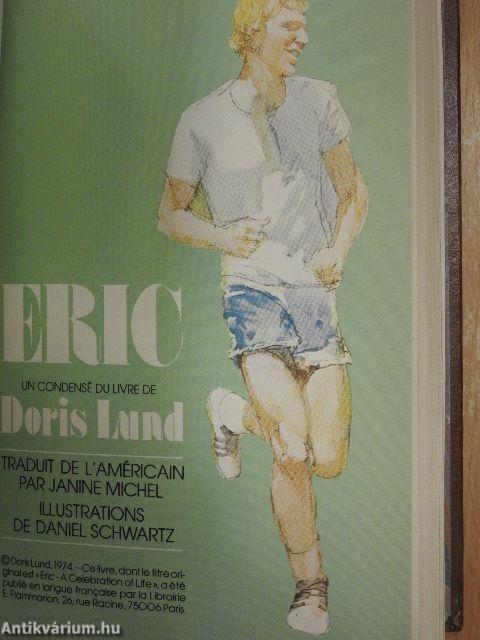 ERIC
UN CONDENSÉ DU LIVRE DE
Doris Lund
TRADUIT DE L'AMÉRICAIN
PAR JANINE MICHEL
ILLUSTRATIONS
DE DANIEL SCHWARTZ
© Doris Lund, 1974. – Ce livre, dont le titre ori-
ginal est « Eric - A Celebration of Life », a été
publié en langue française par la Librairie
E. Flammarion, 26, rue Racine, 75006 Paris.
Antikvárium.hu